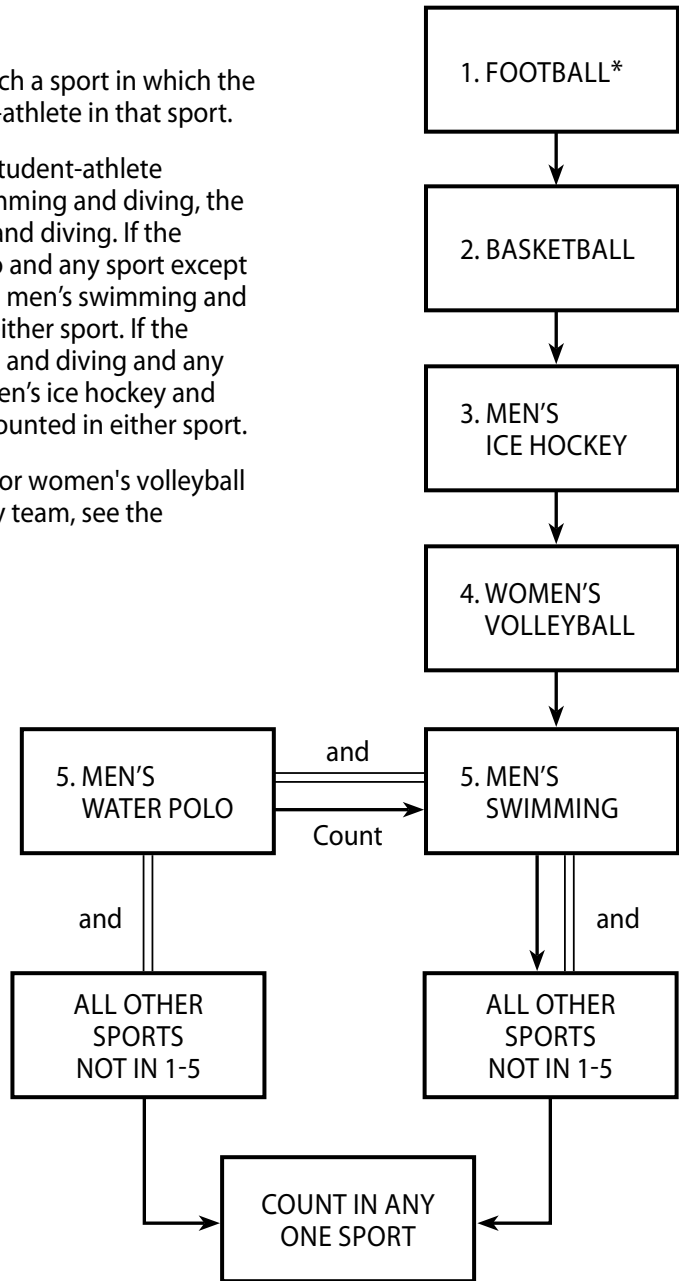 ch a sport in which the
-athlete in that sport.
tudent-athlete
nming and diving, the
and diving. If the
o and any sport except
men's swimming and
ither sport. If the
and diving and any
en's ice hockey and
ounted in either sport.
or women's volleyball
y team, see the
1. FOOTBALL*
2. BASKETBALL
3. MEN'S
ICE HOCKEY
4. WOMEN'S
VOLLEYBALL
5. MEN'S
WATER POLO
and
Count
5. MEN'S
SWIMMING
and
and
ALL OTHER
SPORTS
NOT IN 1-5
ALL OTHER
SPORTS
NOT IN 1-5
COUNT IN ANY
ONE SPORT